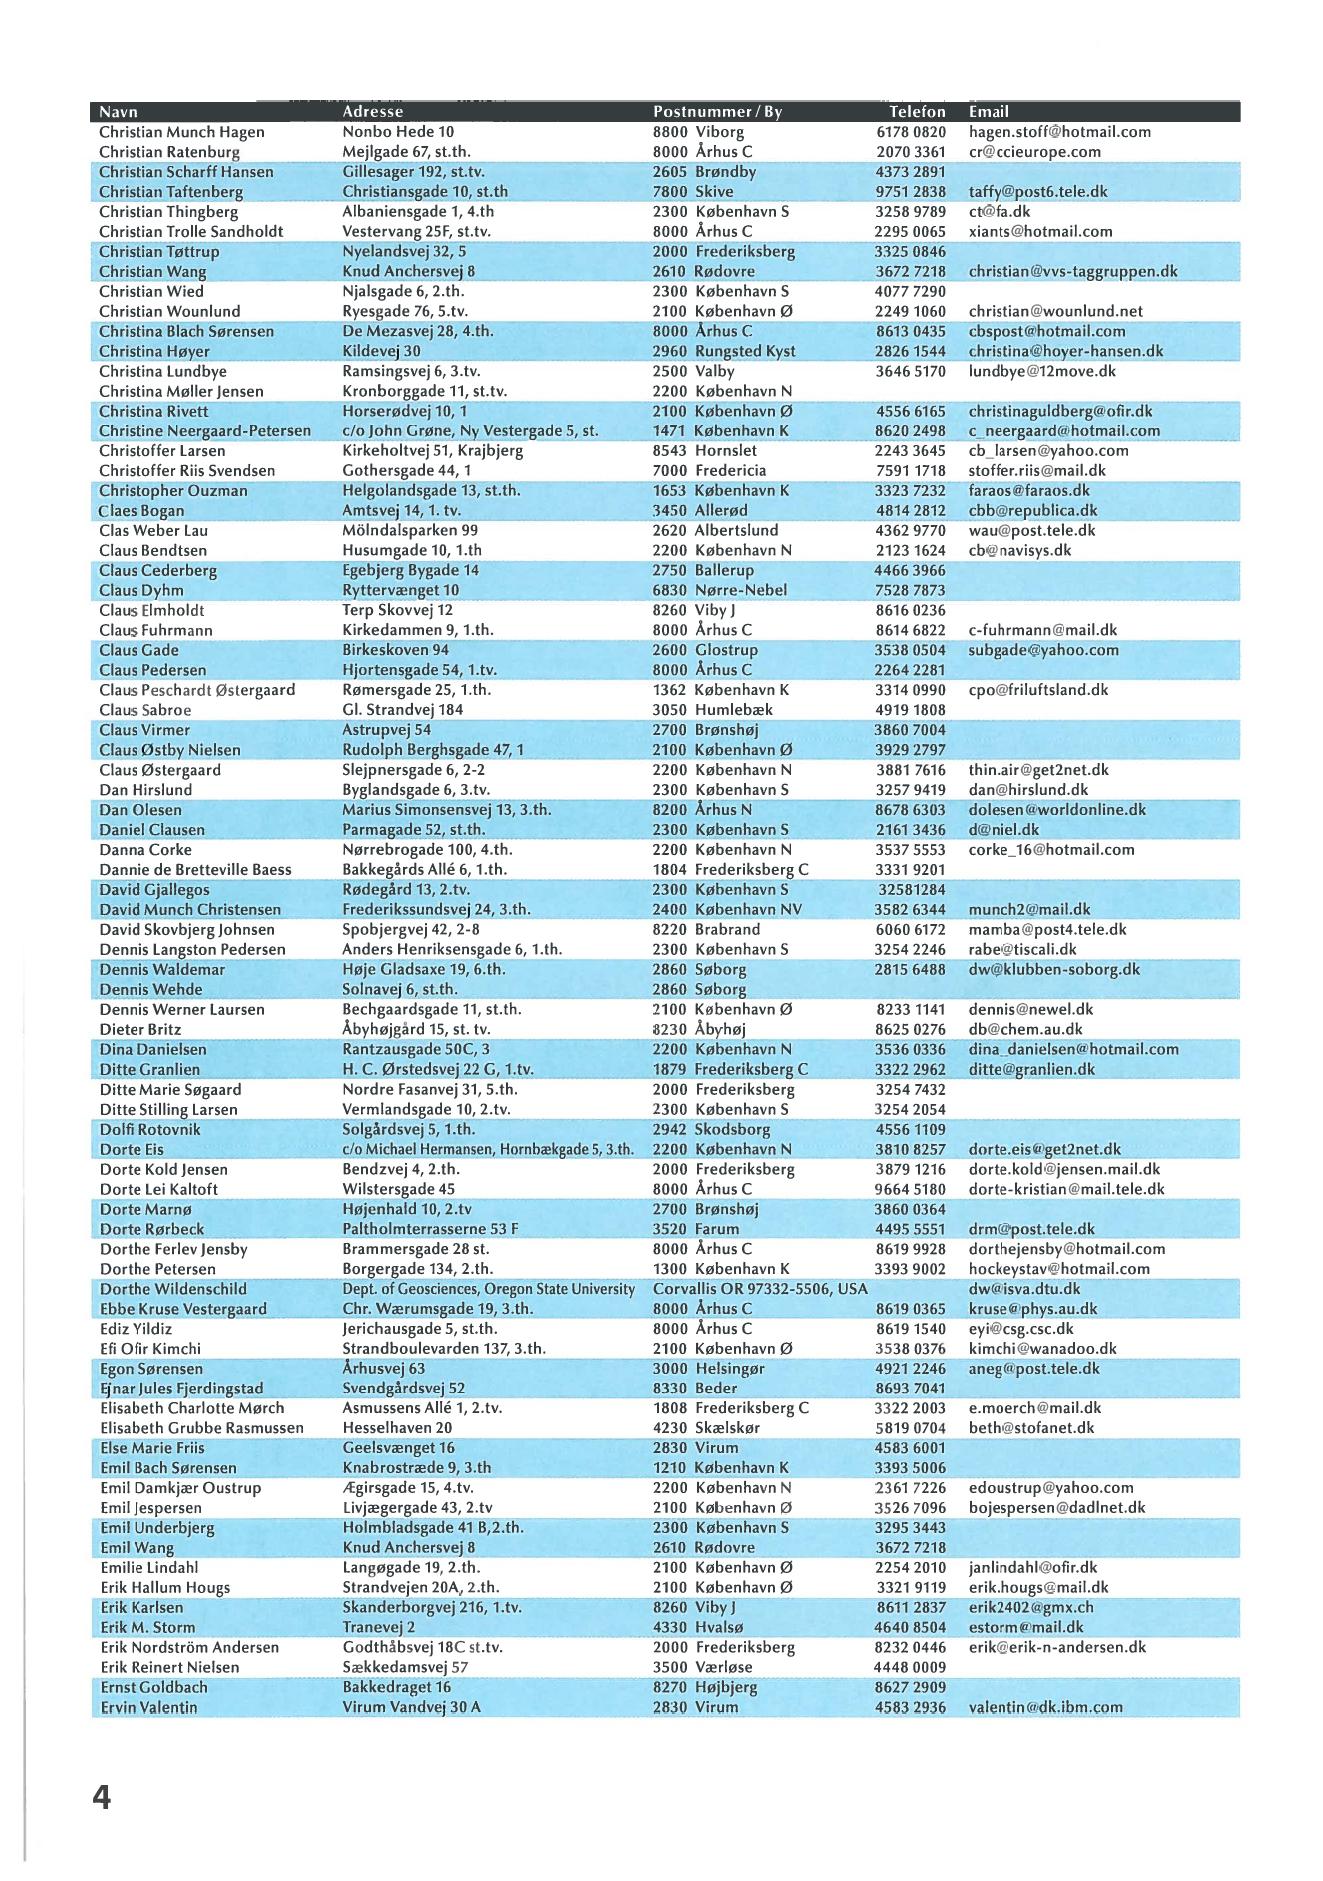 Navn Adresse Postnummer / By Telefon Email
Christian Munch Hagen Nonbo Hede 10 8800 Viborg 6178 0820 hagen.stoff@hotmail.com
Christian Ratenburg Mejlgade 67, st.th. 8000 Århus C 2070 3361 cr@ccieurope.com
Christian Scharff Hansen Gillesager 192, st.tv. 2605 Brøndby 4373 2891
Christian Taftenberg Christiansgade 10, st.th 7800 Skive 9751 2838 taffy@post6.tele.dk
Christian Thingberg Albaniensgade 1, 4.th 2300 København S 3258 9789 ct@fa.dk
Christian Trolle Sandholdt Vestervang 25F, st.tv. 8000 Århus C 2295 0065 xiants@hotmail.com
Christian Tøttrup Nyelandsvej 32, 5 2000 Frederiksberg 3325 0846
Christian Wang Knud Anchersvej 8 2610 Rødovre 3672 7218 christian@vvs-taggruppen.dk
Christian Wied Njalsgade 6, 2.th. 2300 København S 4077 7290
Christian Wounlund Ryesgade 76, 5.tv. 2100 København Ø 2249 1060 christian@wounlund.net
Christina Blach Sørensen De Mezasvej 28, 4.th. 8000 Århus C 8613 0435 cbspost@hotmail.com
Christina Høyer Kildevej 30 2960 Rungsted Kyst 2826 1544 christina@hoyer-hansen.dk
Christina Lundbye Ramsingsvej 6, 3.tv. 2500 Valby 3646 5170 lundbye@12move.dk
Christina Møller Jensen Kronborggade 11, st.tv. 2200 København N
Christina Rivett Horserødvej 10, 1 2100 København Ø 4556 6165 christinaguldberg@ofir.dk
Christine Neergaard-Petersen c/o John Grøne, Ny Vestergade 5, st. 1471 København K 8620 2498 c_neergaard@hotmail.com
Christoffer Larsen Kirkeholtvej 51, Krajbjerg 8543 Hornslet 2243 3645 cb_larsen@yahoo.com
Christoffer Riis Svendsen Gothersgade 44, 1 7000 Fredericia 7591 1718 stoffer.riis@mail.dk
Christopher Ouzman Helgolandsgade 13, st.th. 1653 København K 3323 7232 faraos@faraos.dk
Claes Bogan Amtsvej 14, 1. tv. 3450 Allerød 4814 2812 cbb@republica.dk
Clas Weber Lau Mölndalsparken 99 2620 Albertslund 4362 9770 wau@post.tele.dk
Claus Bendtsen Husumgade 10, 1.th 2200 København N 2123 1624 cb@navisys.dk
Claus Cederberg Egebjerg Bygade 14 2750 Ballerup 4466 3966
Claus Dyhm Ryttervænget 10 6830 Nørre-Nebel 7528 7873
Claus Elmholdt Terp Skovvej 12 8260 Viby J 8616 0236
Claus Fuhrmann Kirkedammen 9, 1.th. 8000 Århus C 8614 6822 c-fuhrmann@mail.dk
Claus Gade Birkeskoven 94 2600 Glostrup 3538 0504 subgade@yahoo.com
Claus Pedersen Hjortensgade 54, 1.tv. 8000 Århus C 2264 2281
Claus Peschardt Østergaard Rømersgade 25, 1.th. 1362 København K 3314 0990 cpo@friluftsland.dk
Claus Sabroe Gl. Strandvej 184 3050 Humlebæk 4919 1808
Claus Virmer Astrupvej 54 2700 Brønshøj 3860 7004
Claus Østby Nielsen Rudolph Berghsgade 47, 1 2100 København Ø 3929 2797
Claus Østergaard Slejpnersgade 6, 2-2 2200 København N 3881 7616 thin.air@get2net.dk
Dan Hirslund Byglandsgade 6, 3.tv. 2300 København S 3257 9419 dan@hirslund.dk
Dan Olesen Marius Simonsensvej 13, 3.th. 8200 Århus N 8678 6303 dolesen@worldonline.dk
Daniel Clausen Parmagade 52, st.th. 2300 København S 2161 3436 d@niel.dk
Danna Corke Nørrebrogade 100, 4.th. 2200 København N 3537 5553 corke_16@hotmail.com
Dannie de Bretteville Baess Bakkegårds Allé 6, 1.th. 1804 Frederiksberg C 3331 9201
David Gjallegos Rødegård 13, 2.tv. 2300 København S 32581284
David Munch Christensen Frederikssundsvej 24, 3.th. 2400 København NV 3582 6344 munch2@mail.dk
David Skovbjerg Johnsen Spobjergvej 42, 2-8 8220 Brabrand 6060 6172 mamba@post4.tele.dk
Dennis Langston Pedersen Anders Henriksensgade 6, 1.th. 2300 København S 3254 2246 rabe@tiscali.dk
Dennis Waldemar Høje Gladsaxe 19, 6.th. 2860 Søborg 2815 6488 dw@klubben-soborg.dk
Dennis Wehde Solnavej 6, st.th. 2860 Søborg
Dennis Werner Laursen Bechgaardsgade 11, st.th. 2100 København Ø 8233 1141 dennis@newel.dk
Dieter Britz Åbyhøjgård 15, st. tv. 8230 Åbyhøj 8625 0276 db@chem.au.dk
Dina Danielsen Rantzausgade 50C, 3 2200 København N 3536 0336 dina_danielsen@hotmail.com
Ditte Granlien H. C. Ørstedsvej 22 G, 1.tv. 1879 Frederiksberg C 3322 2962 ditte@granlien.dk
Ditte Marie Søgaard Nordre Fasanvej 31, 5.th. 2000 Frederiksberg 3254 7432
Ditte Stilling Larsen Vermlandsgade 10, 2.tv. 2300 København S 3254 2054
Dolfi Rotovnik Solgårdsvej 5, 1.th. 2942 Skodsborg 4556 1109
Dorte Eis c/o Michael Hermansen, Hornbækgade 5, 3.th. 2200 København N 3810 8257 dorte.eis@get2net.dk
Dorte Kold Jensen Bendzvej 4, 2.th. 2000 Frederiksberg 3879 1216 dorte.kold@jensen.mail.dk
Dorte Lei Kaltoft Wilstersgade 45 8000 Århus C 9664 5180 dorte-kristian@mail.tele.dk
Dorte Marnø Højenhald 10, 2.tv 2700 Brønshøj 3860 0364
Dorte Rørbeck Paltholmterrasserne 53 F 3520 Farum 4495 5551 drm@post.tele.dk
Dorthe Ferlev Jensby Brammersgade 28 st. 8000 Århus C 8619 9928 dorthejensby@hotmail.com
Dorthe Petersen Borgergade 134, 2.th. 1300 København K 3393 9002 hockeystav@hotmail.com
Dorthe Wildenschild Dept. of Geosciences, Oregon State University Corvallis OR 97332-5506, USA dw@isva.dtu.dk
Ebbe Kruse Vestergaard Chr. Wærumsgade 19, 3.th. 8000 Århus C 8619 0365 kruse@phys.au.dk
Ediz Yildiz Jerichausgade 5, st.th. 8000 Århus C 8619 1540 eyi@csg.csc.dk
Efi Ofir Kimchi Strandboulevarden 137, 3.th. 2100 København Ø 3538 0376 kimchi@wanadoo.dk
Egon Sørensen Århusvej 63 3000 Helsingør 4921 2246 aneg@post.tele.dk
Ejnar Jules Fjerdingstad Svendgårdsvej 52 8330 Beder 8693 7041
Elisabeth Charlotte Mørch Asmussens Allé 1, 2.tv. 1808 Frederiksberg C 3322 2003 e.moerch@mail.dk
Elisabeth Grubbe Rasmussen Hesselhaven 20 4230 Skælskør 5819 0704 beth@stofanet.dk
Else Marie Friis Geelsvænget 16 2830 Virum 4583 6001
Emil Bach Sørensen Knabrostræde 9, 3.th 1210 København K 3393 5006
Emil Damkjær Oustrup Ægirsgade 15, 4.tv. 2200 København N 2361 7226 edoustrup@yahoo.com
Emil Jespersen Livjægergade 43, 2.tv 2100 København Ø 3526 7096 bojespersen@dadlnet.dk
Emil Underbjerg Holmbladsgade 41 B,2.th. 2300 København S 3295 3443
Emil Wang Knud Anchersvej 8 2610 Rødovre 3672 7218
Emilie Lindahl Langøgade 19, 2.th. 2100 København Ø 2254 2010 janlindahl@ofir.dk
Erik Hallum Hougs Strandvejen 20A, 2.th. 2100 København Ø 3321 9119 erik.hougs@mail.dk
Erik Karlsen Skanderborgvej 216, 1.tv. 8260 Viby J 8611 2837 erik2402@gmx.ch
Erik M. Storm Tranevej 2 4330 Hvalsø 4640 8504 estorm@mail.dk
Erik Nordström Andersen Godthåbsvej 18C st.tv. 2000 Frederiksberg 8232 0446 erik@erik-n-andersen.dk
Erik Reinert Nielsen Sækkedamsvej 57 3500 Værløse 4448 0009
Ernst Goldbach Bakkedraget 16 8270 Højbjerg 8627 2909
Ervin Valentin Virum Vandvej 30 A 2830 Virum 4583 2936 valentin@dk.ibm.com
4